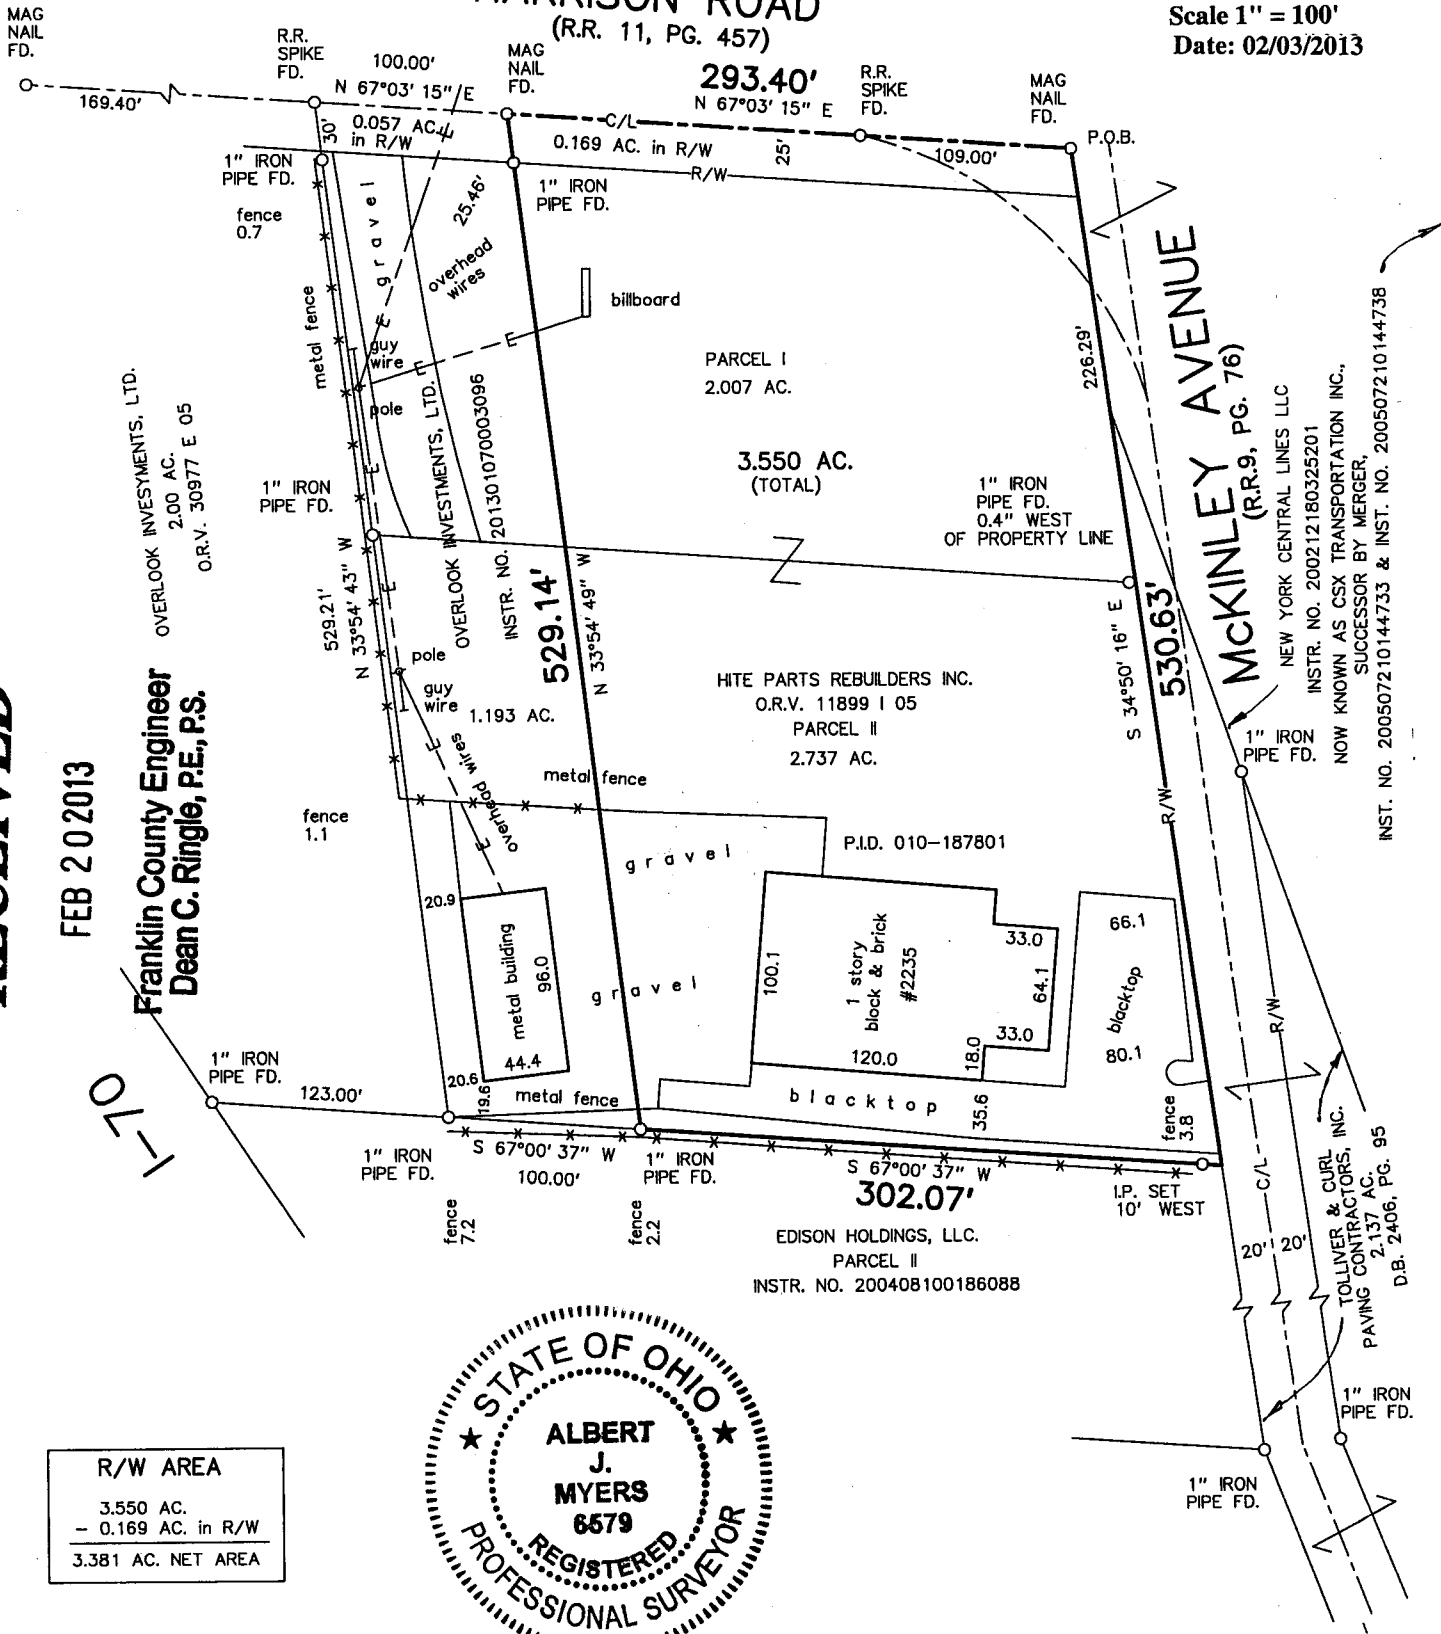 HARRISON ROAD
(R.R. 11, PG. 457)
Scale 1" = 100'
Date: 02/03/2013
MAG
NAIL
FD.
R.R.
SPIKE
FD.
MAG
NAIL
FD.
R.R.
SPIKE
FD.
MAG
NAIL
FD.
169.40'
100.00'
N 67°03' 15" E
293.40'
N 67°03' 15" E
C/L
109.00'
P.O.B.
30'
0.057 AC.
in R/W
0.169 AC. in R/W
25'
R/W
1" IRON
PIPE FD.
1" IRON
PIPE FD.
fence
0.7
gravel
25.46'
overhead
wires
billboard
metal fence
guy
wire
pole
E
E
E
E
E
E
E
E
E
PARCEL I
2.007 AC.
3.550 AC.
(TOTAL)
226.29'
McKINLEY AVENUE
(R.R.9, PG. 76)
NEW YORK CENTRAL LINES LLC
INSTR. NO. 200212180325201
NOW KNOWN AS CSX TRANSPORTATION INC.,
SUCCESSOR BY MERGER,
INST. NO. 200507210144733 & INST. NO. 200507210144738
OVERLOOK INVESYMENTS, LTD.
2.00 AC.
O.R.V. 30977 E 05
1" IRON
PIPE FD.
OVERLOOK INVESTMENTS, LTD.
INSTR. NO. 201301070003096
1" IRON
PIPE FD.
0.4" WEST
OF PROPERTY LINE
529.21'
N 33°54' 43" W
529.14'
N 33°54' 49" W
S 34°50' 16" E
530.63'
pole
guy
wire
1.193 AC.
overhead wires
HITE PARTS REBUILDERS INC.
O.R.V. 11899 I 05
PARCEL II
2.737 AC.
metal fence
R/W
1" IRON
PIPE FD.
RECEIVED
FEB 20 2013
Franklin County Engineer
Dean C. Ringle, P.E., P.S.
fence
1.1
P.I.D. 010-187801
gravel
20.9
metal building
96.0
44.4
gravel
100.1
1 story
block & brick
#2235
33.0
64.1
33.0
18.0
120.0
66.1
blacktop
80.1
R/W
I-70
1" IRON
PIPE FD.
123.00'
20.6
19.6
metal fence
blacktop
35.6
fence
3.8
1" IRON
PIPE FD.
S 67°00' 37" W
100.00'
1" IRON
PIPE FD.
S 67°00' 37" W
302.07'
I.P. SET
10' WEST
fence
7.2
fence
2.2
EDISON HOLDINGS, LLC.
PARCEL II
INSTR. NO. 200408100186088
C/L
20'
20'
TOLLIVER & CURL
PAVING CONTRACTORS, INC.
2.137 AC.
D.B. 2406, PG. 95
1" IRON
PIPE FD.
1" IRON
PIPE FD.
STATE OF OHIO
ALBERT
J.
MYERS
6579
REGISTERED
PROFESSIONAL SURVEYOR
R/W AREA
3.550 AC.
- 0.169 AC. in R/W
3.381 AC. NET AREA